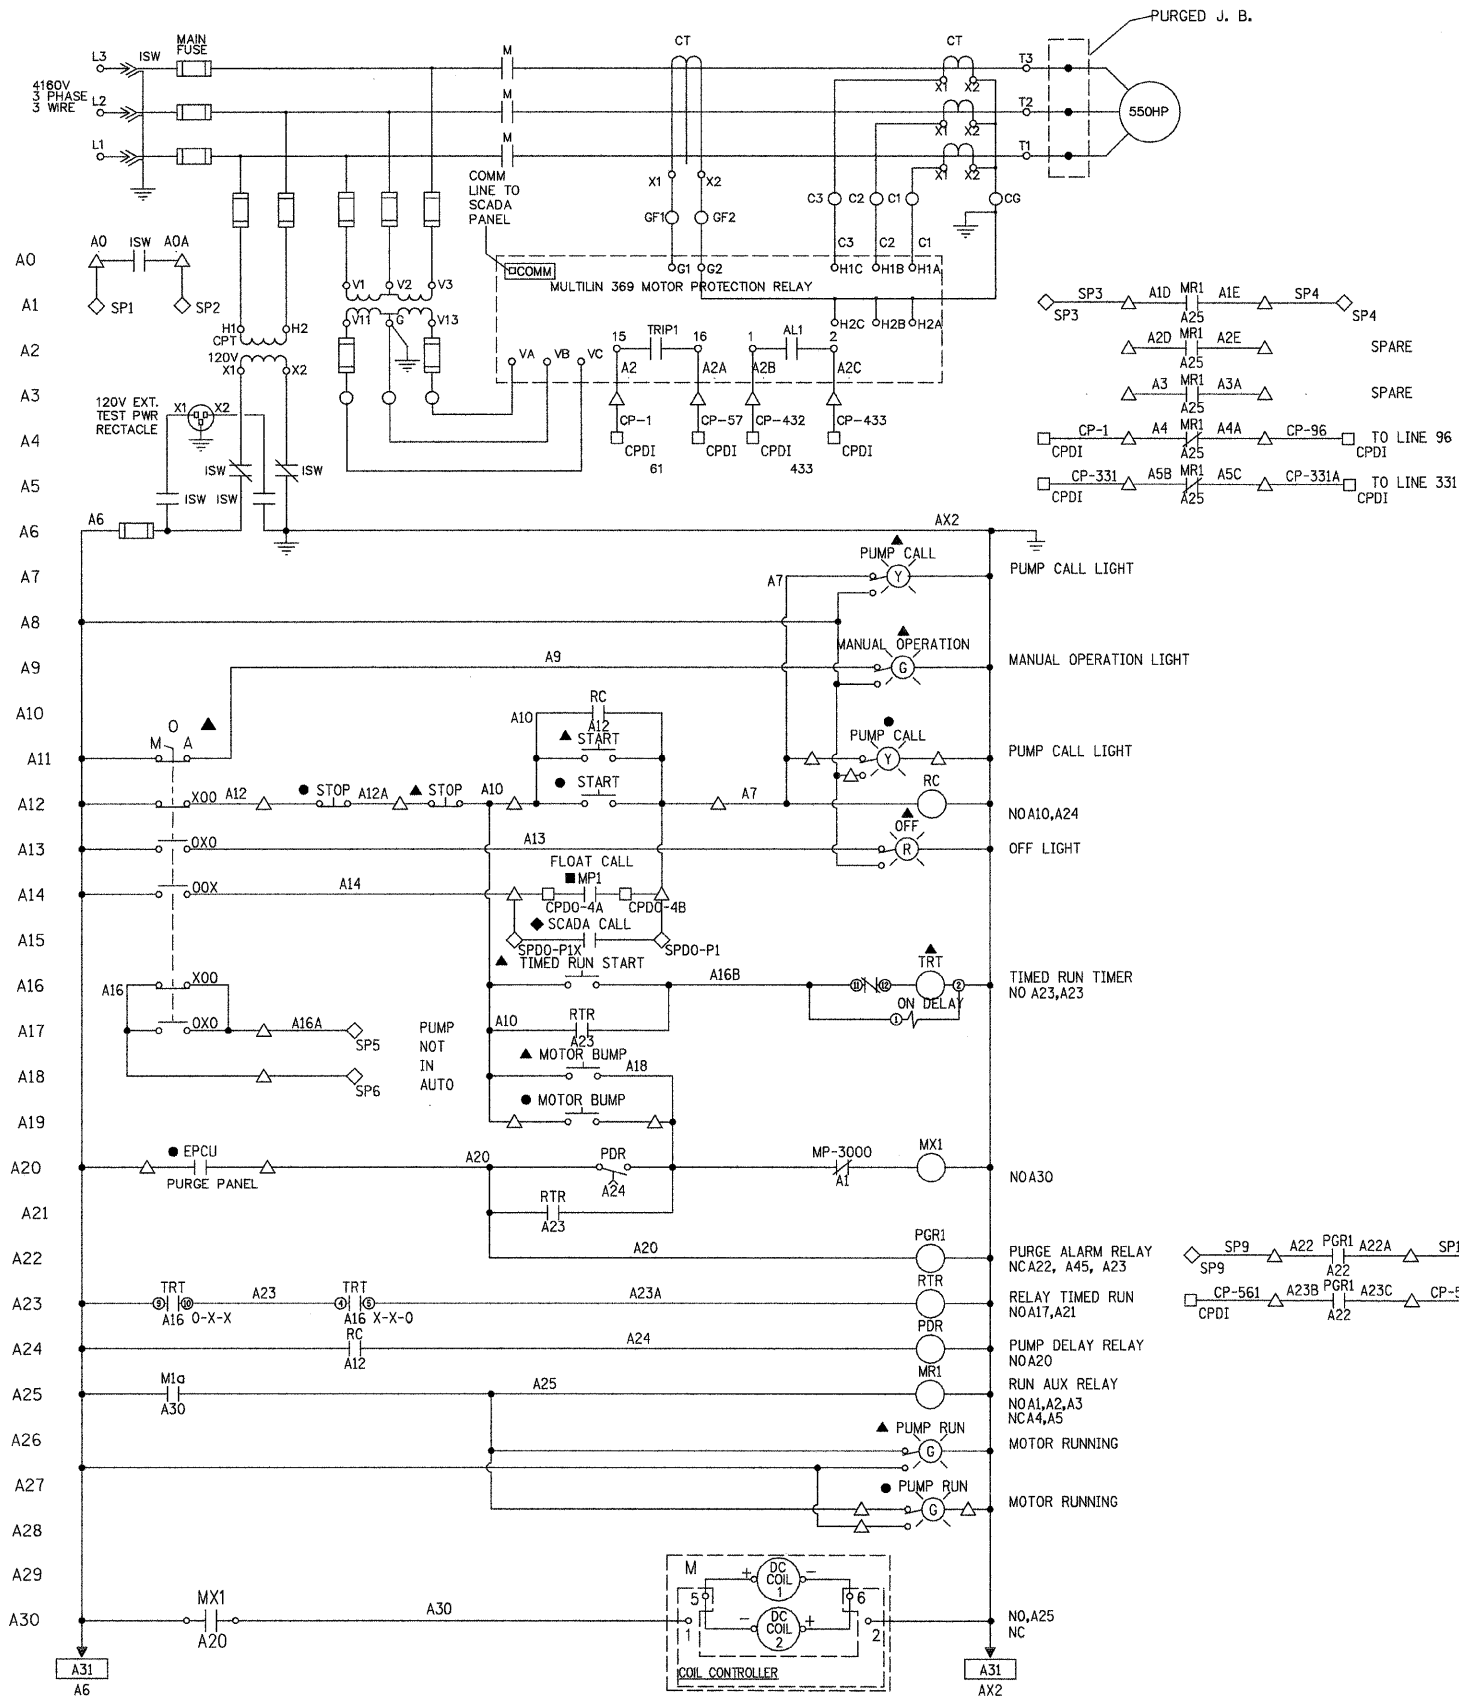 PURGED J. B.
L3 ISW MAIN FUSE M CT CT T3
4160V
3 PHASE
3 WIRE
X1 X2
L2 M T2 550HP
X1 X2
L1 M T1
X1 X2
COMM
LINE TO
SCADA
PANEL
X1 X2
C3 C2 C1 CG
GF1 GF2
A0 A0 ISW A0A
C3 C2 C1
COMM G1 G2 H1C H1B H1A
V1 V2 V3 MULTILIN 369 MOTOR PROTECTION RELAY
A1 SP1 SP2
SP3 A1D MR1 A1E SP4
SP3 A25 SP4
H1 H2 V11 G V13 H2C H2B H2A
CPT
15 TRIP1 16 1 AL1 2
A2 120V VA VB VC
A2D MR1 A2E SPARE
A25
X1 X2 A2 A2A A2B A2C
A3 120V EXT.
TEST PWR
RECTACLE
X1 X2
A3 MR1 A3A SPARE
A25
CP-1 CP-57 CP-432 CP-433
A4 CPDI CPDI CPDI CPDI
61 433
CP-1 A4 MR1 A4A CP-96 TO LINE 96
CPDI A25 CPDI
ISW ISW
A5 ISW ISW
CP-331 A5B MR1 A5C CP-331A TO LINE 331
CPDI A25 CPDI
A6 A6 AX2
PUMP CALL
A7 A7 Y PUMP CALL LIGHT
A8
MANUAL OPERATION
A9 A9 G MANUAL OPERATION LIGHT
RC
A10 A10 A12
O
M A START PUMP CALL
A11 Y PUMP CALL LIGHT
A12 X00 A12 STOP A12A STOP A10 START A7 RC
NO A10,A24
OFF
A13 0X0 A13 R OFF LIGHT
FLOAT CALL
A14 00X A14 MP1
CPDO-4A CPDO-4B
SCADA CALL
A15 SPDO-P1X SPDO-P1
TIMED RUN START TRT
A16 A16 X00 A16B 11 12 2 TIMED RUN TIMER
NO A23,A23
ON DELAY
A17 0X0 A16A SP5 A10 RTR 1
A23
PUMP
NOT
IN
AUTO
MOTOR BUMP
A18 SP6 A18
A19 MOTOR BUMP
EPCU
A20 A20 PDR MP-3000 MX1
PURGE PANEL A24 A1 NO A30
A21 RTR
A23
A22 A20 PGR1 PURGE ALARM RELAY
NC A22, A45, A23
SP9 A22 PGR1 A22A SP1
SP9 A22
A23 TRT A23 TRT A23A RTR RELAY TIMED RUN
9 10 4 5
A16 0-X-X A16 X-X-0 NO A17,A21
CP-561 A23B PGR1 A23C CP-5
CPDI A22
A24 RC A24 PDR PUMP DELAY RELAY
A12 NO A20
A25 M1a A25 MR1 RUN AUX RELAY
A30 NO A1,A2,A3
NC A4,A5
A26 PUMP RUN G MOTOR RUNNING
A27 PUMP RUN G MOTOR RUNNING
A28
A29 M + DC COIL 1 -
5 6
A30 MX1 A30 1 - DC COIL 2 + 2 NO,A25
A20 NC
COIL CONTROLLER
A31 A31
A6 AX2